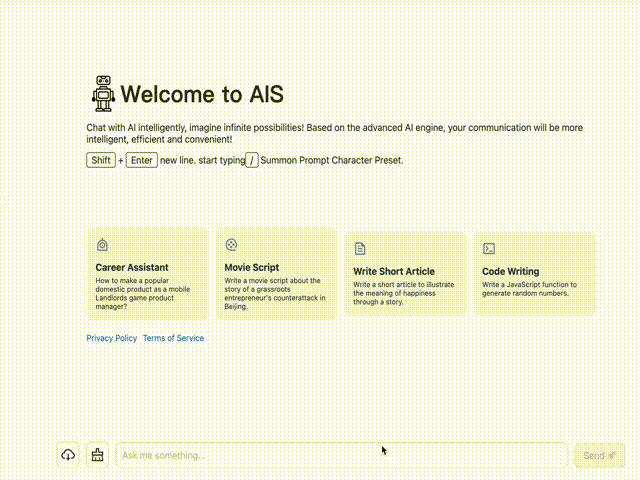 Welcome to AIS
Chat with AI intelligently, imagine infinite possibilities! Based on the advanced AI engine, your communication will be more
intelligent, efficient and convenient!
Shift + Enter new line. start typing / Summon Prompt Character Preset.
Career Assistant
How to make a popular
domestic product as a mobile
Landlords game product
manager?
Movie Script
Write a movie script about the
story of a grassroots
entrepreneur's counterattack in
Beijing.
Write Short Article
Write a short article to illustrate
the meaning of happiness
through a story.
Code Writing
Write a JavaScript function to
generate random numbers.
Privacy Policy Terms of Service
Ask me something...
Send